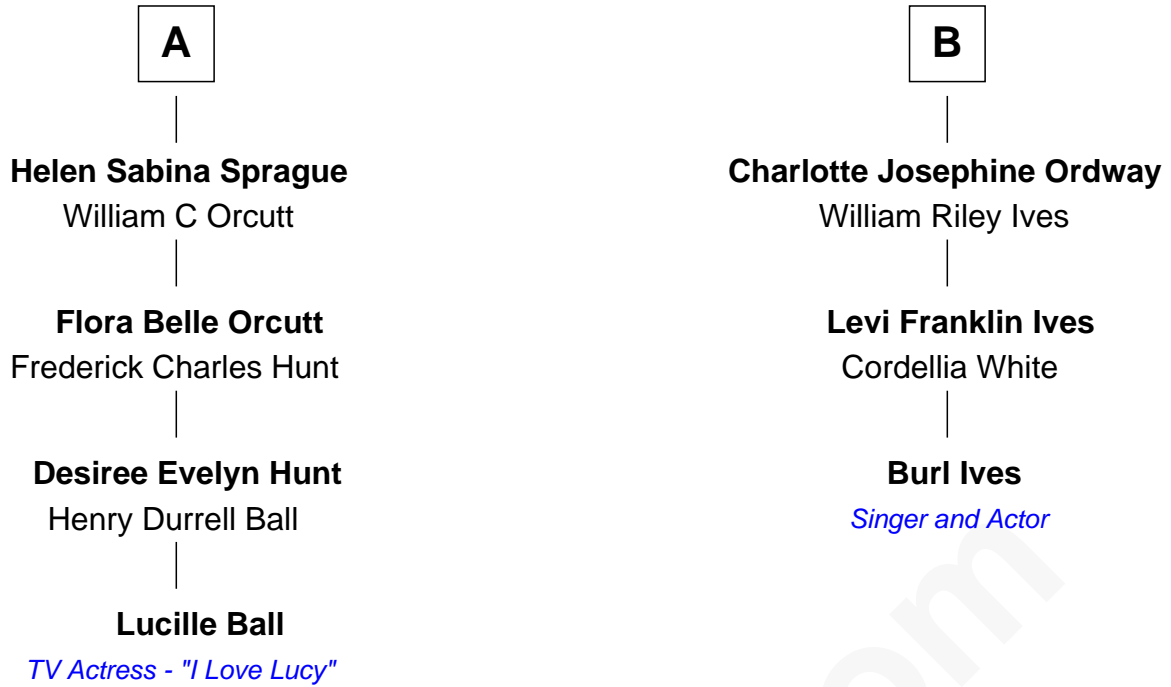 A
Helen Sabina Sprague
William C Orcutt
Flora Belle Orcutt
Frederick Charles Hunt
Desiree Evelyn Hunt
Henry Durrell Ball
Lucille Ball
TV Actress - "I Love Lucy"
B
Charlotte Josephine Ordway
William Riley Ives
Levi Franklin Ives
Cordellia White
Burl Ives
Singer and Actor
om